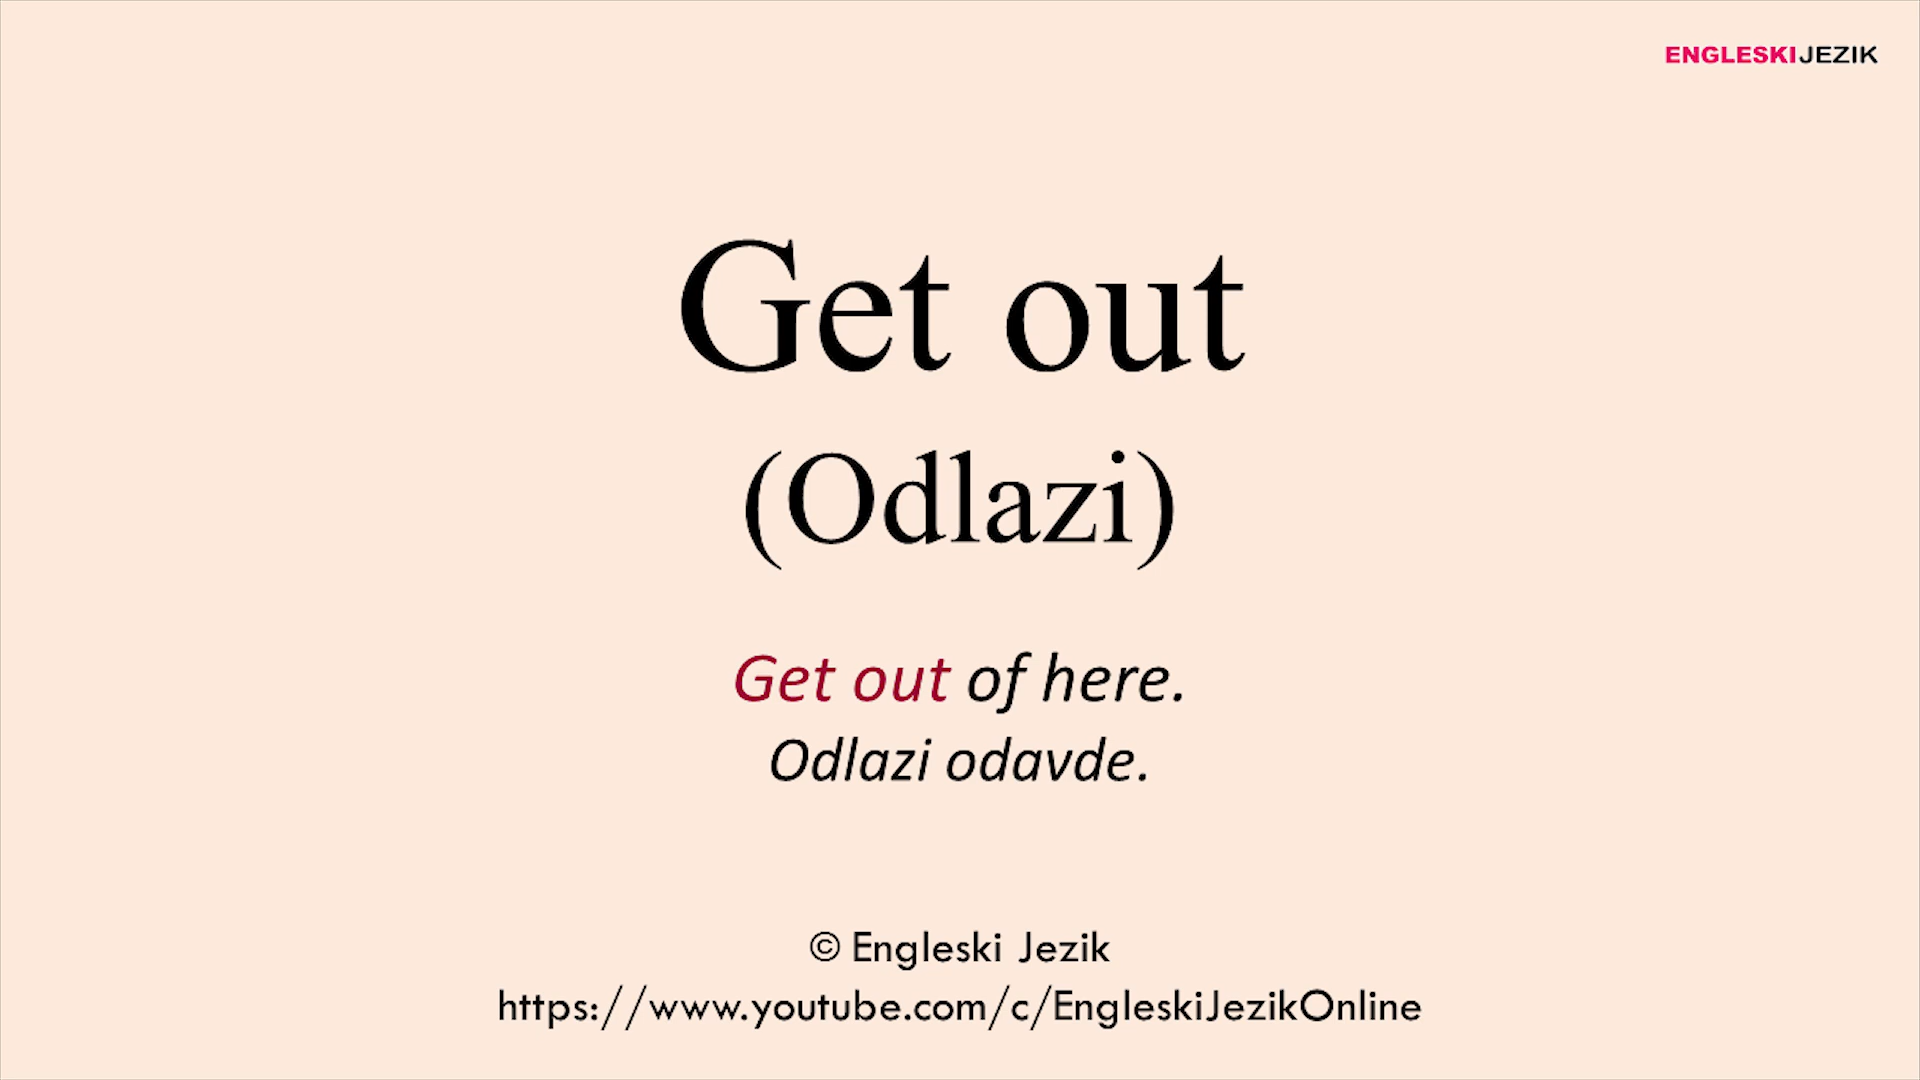 ENGLESKIJEZIK
Get out
(Odlazi)
Get out of here.
Odlazi odavde.
© Engleski Jezik
https://www.youtube.com/c/EngleskiJezikOnline